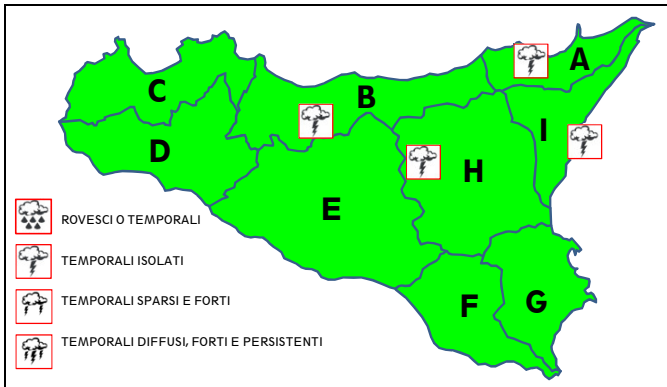 A
C
B
I
D
H
E
ROVESCI O TEMPORALI
TEMPORALI ISOLATI
F
G
TEMPORALI SPARSI E FORTI
TEMPORALI DIFFUSI, FORTI E PERSISTENTI